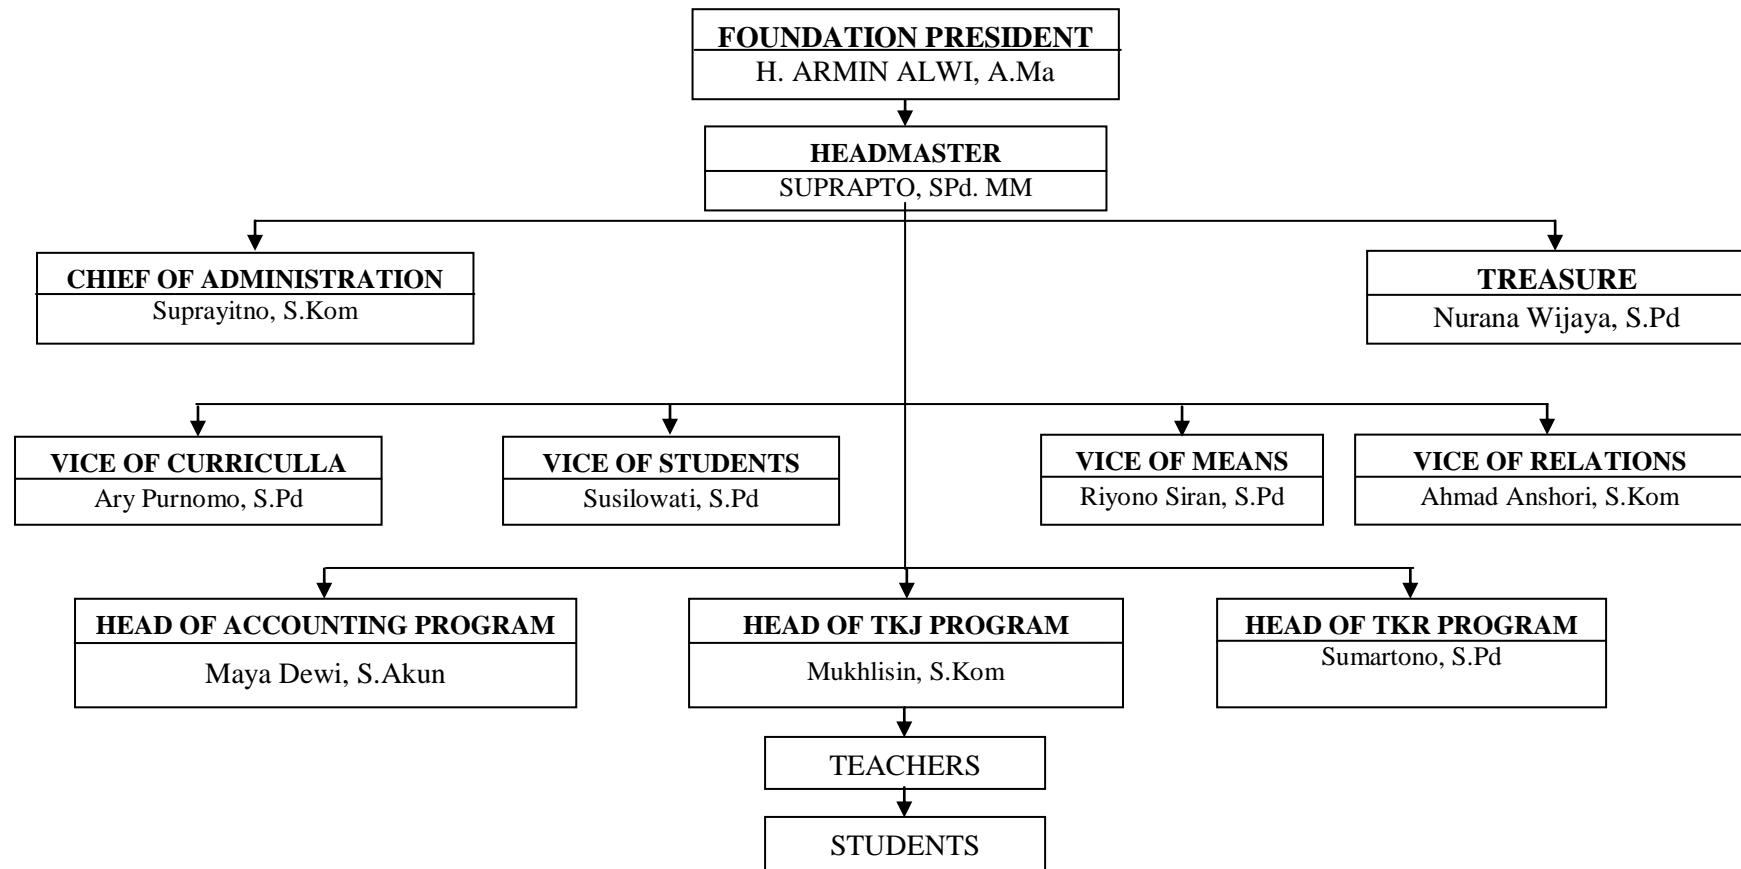 FOUNDATION PRESIDENT
H. ARMIN ALWI, A.Ma
HEADMASTER
SUPRAPTO, SPd. MM
CHIEF OF ADMINISTRATION
Suprayitno, S.Kom
TREASURE
Nurana Wijaya, S.Pd
VICE OF CURRICULLA
Ary Purnomo, S.Pd
VICE OF STUDENTS
Susilowati, S.Pd
VICE OF MEANS
Riyono Siran, S.Pd
VICE OF RELATIONS
Ahmad Anshori, S.Kom
HEAD OF ACCOUNTING PROGRAM
Maya Dewi, S.Akun
HEAD OF TKJ PROGRAM
Mukhlisin, S.Kom
HEAD OF TKR PROGRAM
Sumartono, S.Pd
TEACHERS
STUDENTS